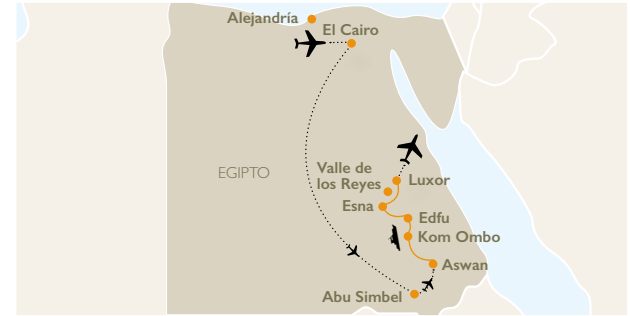 Alejandría
El Cairo
EGIPTO
Valle de
los Reyes
Luxor
Esna
Edfu
Kom Ombo
Aswan
Abu Simbel